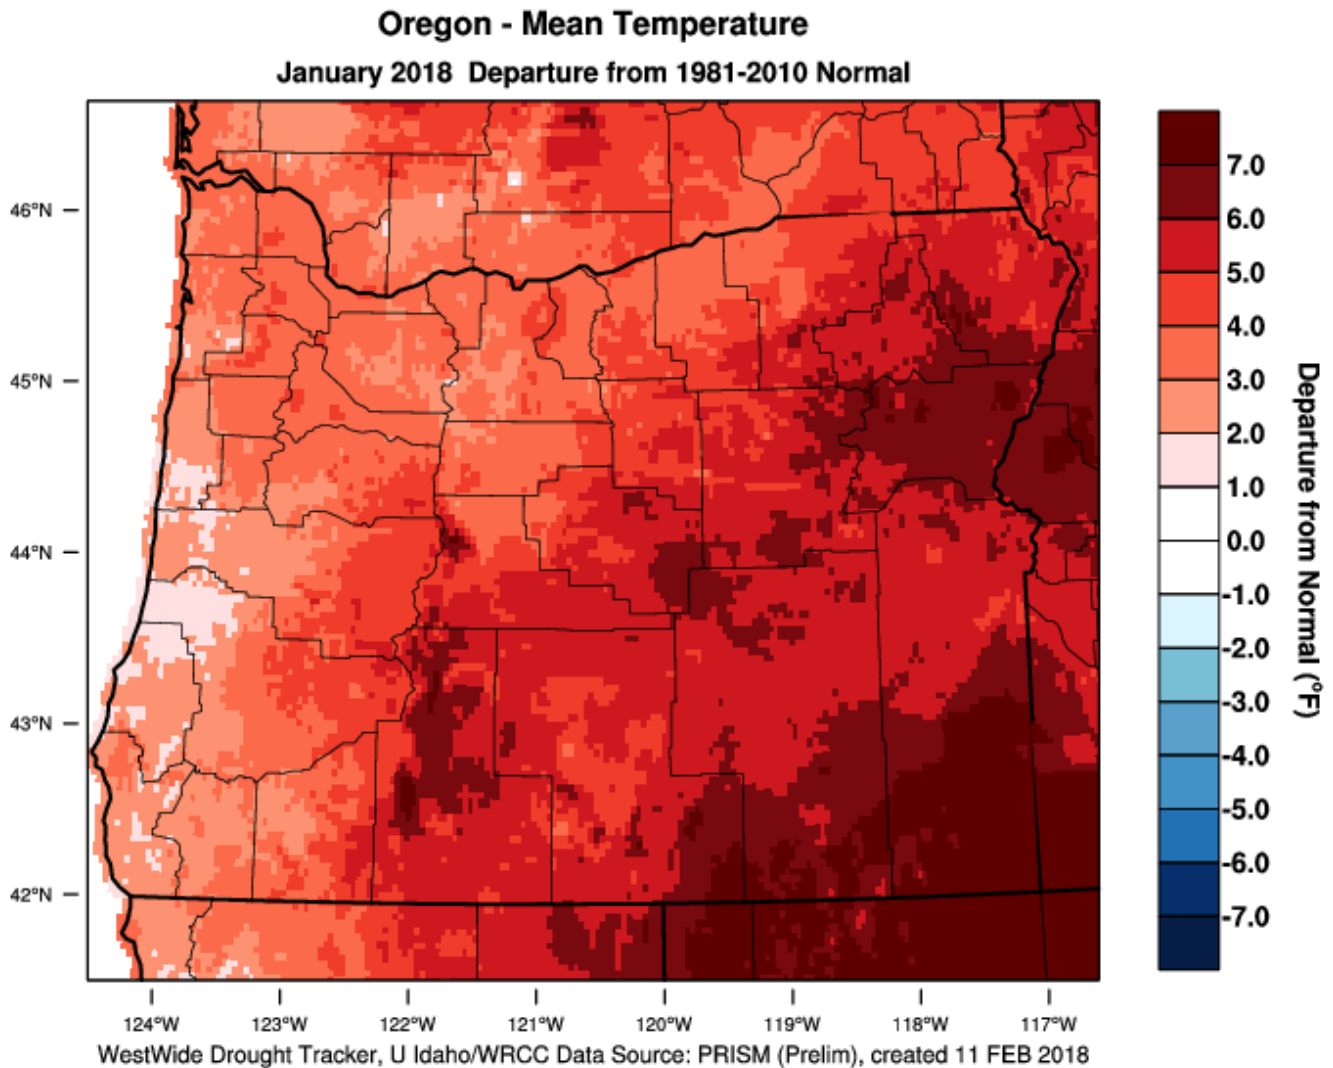 Oregon - Mean Temperature
January 2018 Departure from 1981-2010 Normal
46°N
45°N
44°N
43°N
42°N
124°W
123°W
122°W
121°W
120°W
119°W
118°W
117°W
7.0
6.0
5.0
4.0
3.0
2.0
1.0
0.0
-1.0
-2.0
-3.0
-4.0
-5.0
-6.0
-7.0
Departure from Normal (°F)
WestWide Drought Tracker, U Idaho/WRCC Data Source: PRISM (Prelim), created 11 FEB 2018